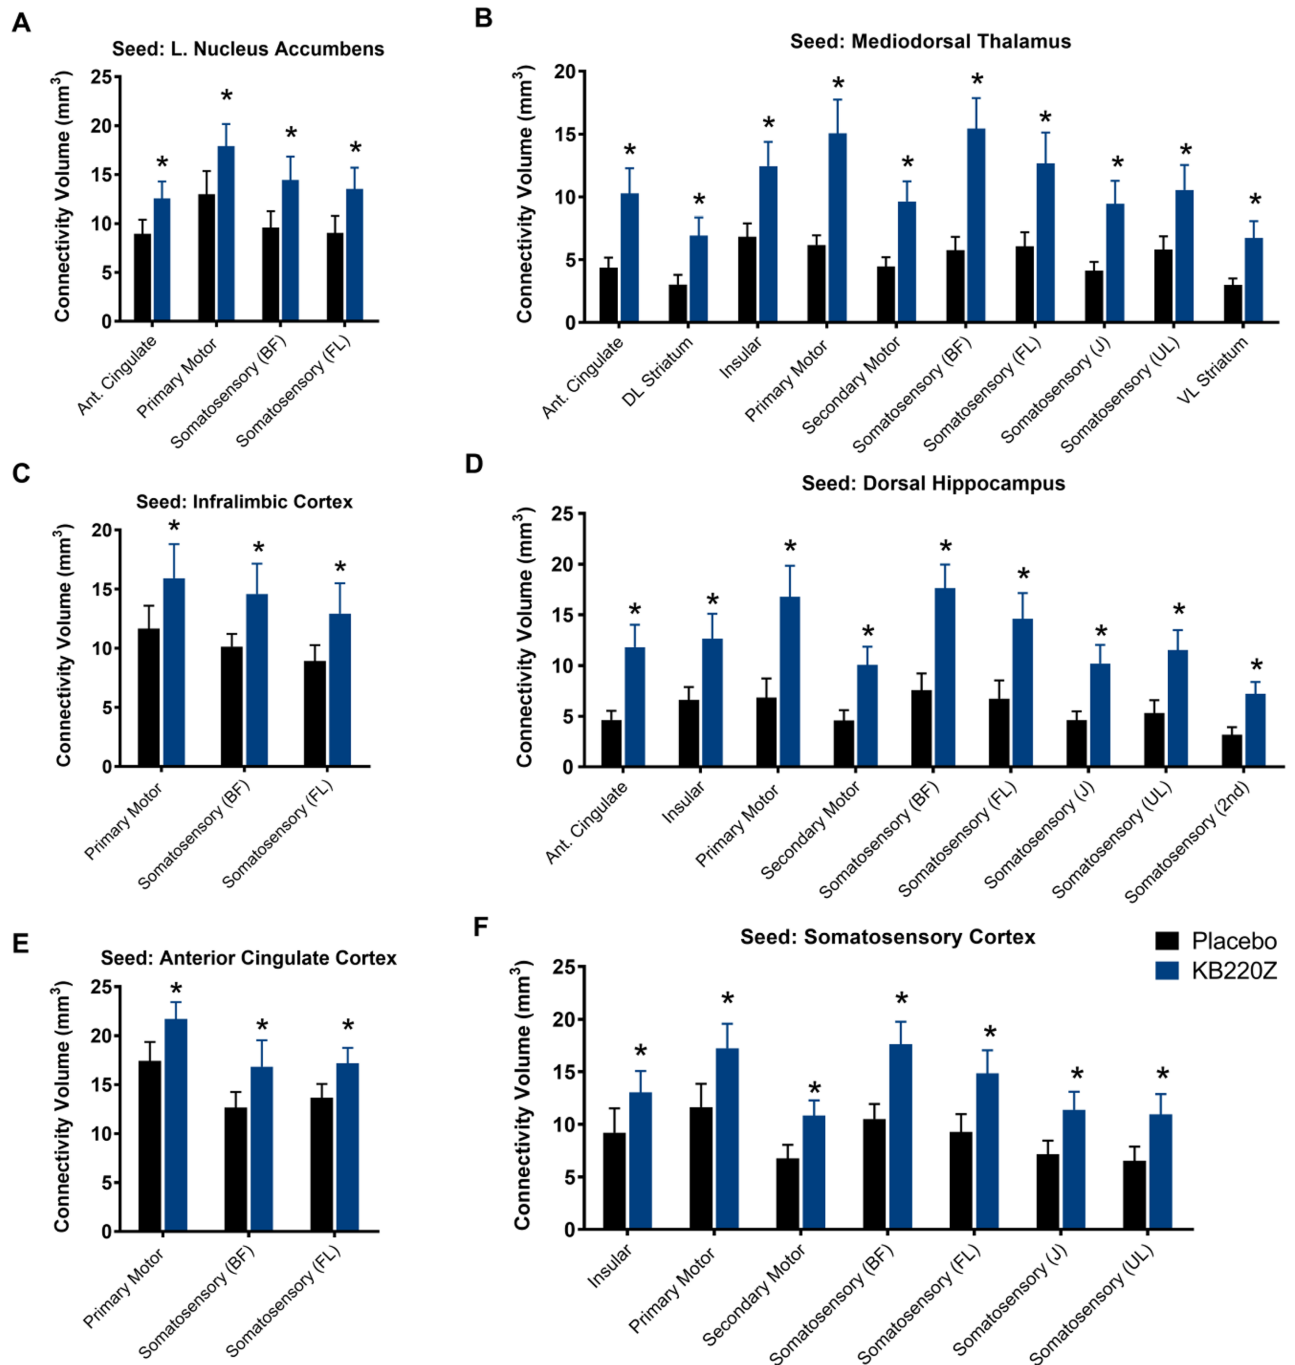 A
Seed: L. Nucleus Accumbens
Connectivity Volume (mm³)
25
20
15
10
5
0
* * * *
Ant. Cingulate
Primary Motor
Somatosensory (BF)
Somatosensory (FL)
B
Seed: Mediodorsal Thalamus
Connectivity Volume (mm³)
20
15
10
5
0
* * * * * * * * * *
Ant. Cingulate
DL Striatum
Insular
Primary Motor
Secondary Motor
Somatosensory (BF)
Somatosensory (FL)
Somatosensory (J)
Somatosensory (UL)
VL Striatum
C
Seed: Infralimbic Cortex
Connectivity Volume (mm³)
20
15
10
5
0
* * *
Primary Motor
Somatosensory (BF)
Somatosensory (FL)
D
Seed: Dorsal Hippocampus
Connectivity Volume (mm³)
25
20
15
10
5
0
* * * * * * * * *
Ant. Cingulate
Insular
Primary Motor
Secondary Motor
Somatosensory (BF)
Somatosensory (FL)
Somatosensory (J)
Somatosensory (UL)
Somatosensory (2nd)
E
Seed: Anterior Cingulate Cortex
Connectivity Volume (mm³)
25
20
15
10
5
0
* * *
Primary Motor
Somatosensory (BF)
Somatosensory (FL)
F
Seed: Somatosensory Cortex
Connectivity Volume (mm³)
25
20
15
10
5
0
* * * * * * *
Insular
Primary Motor
Secondary Motor
Somatosensory (BF)
Somatosensory (FL)
Somatosensory (J)
Somatosensory (UL)
Placebo
KB220Z